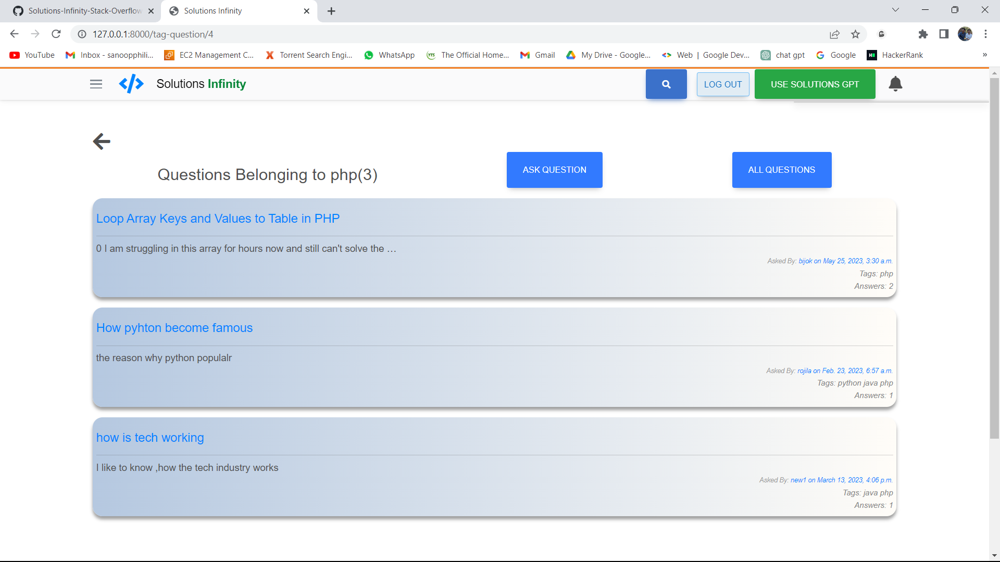 Solutions-Infinity-Stack-Overflow
Solutions Infinity
127.0.0.1:8000/tag-question/4
YouTube
Inbox - sanoopphili...
EC2 Management C...
Torrent Search Engi...
WhatsApp
YTS
The Official Home...
Gmail
My Drive - Google...
Web | Google Dev...
chat gpt
Google
HackerRank
»
Solutions Infinity
LOG OUT
USE SOLUTIONS GPT
Questions Belonging to php(3)
ASK QUESTION
ALL QUESTIONS
Loop Array Keys and Values to Table in PHP
0 I am struggling in this array for hours now and still can't solve the …
Asked By: bijok on May 25, 2023, 3:30 a.m.
Tags: php
Answers: 2
How pyhton become famous
the reason why python populalr
Asked By: rojila on Feb. 23, 2023, 6:57 a.m.
Tags: python java php
Answers: 1
how is tech working
I like to know ,how the tech industry works
Asked By: new1 on March 13, 2023, 4:06 p.m.
Tags: java php
Answers: 1